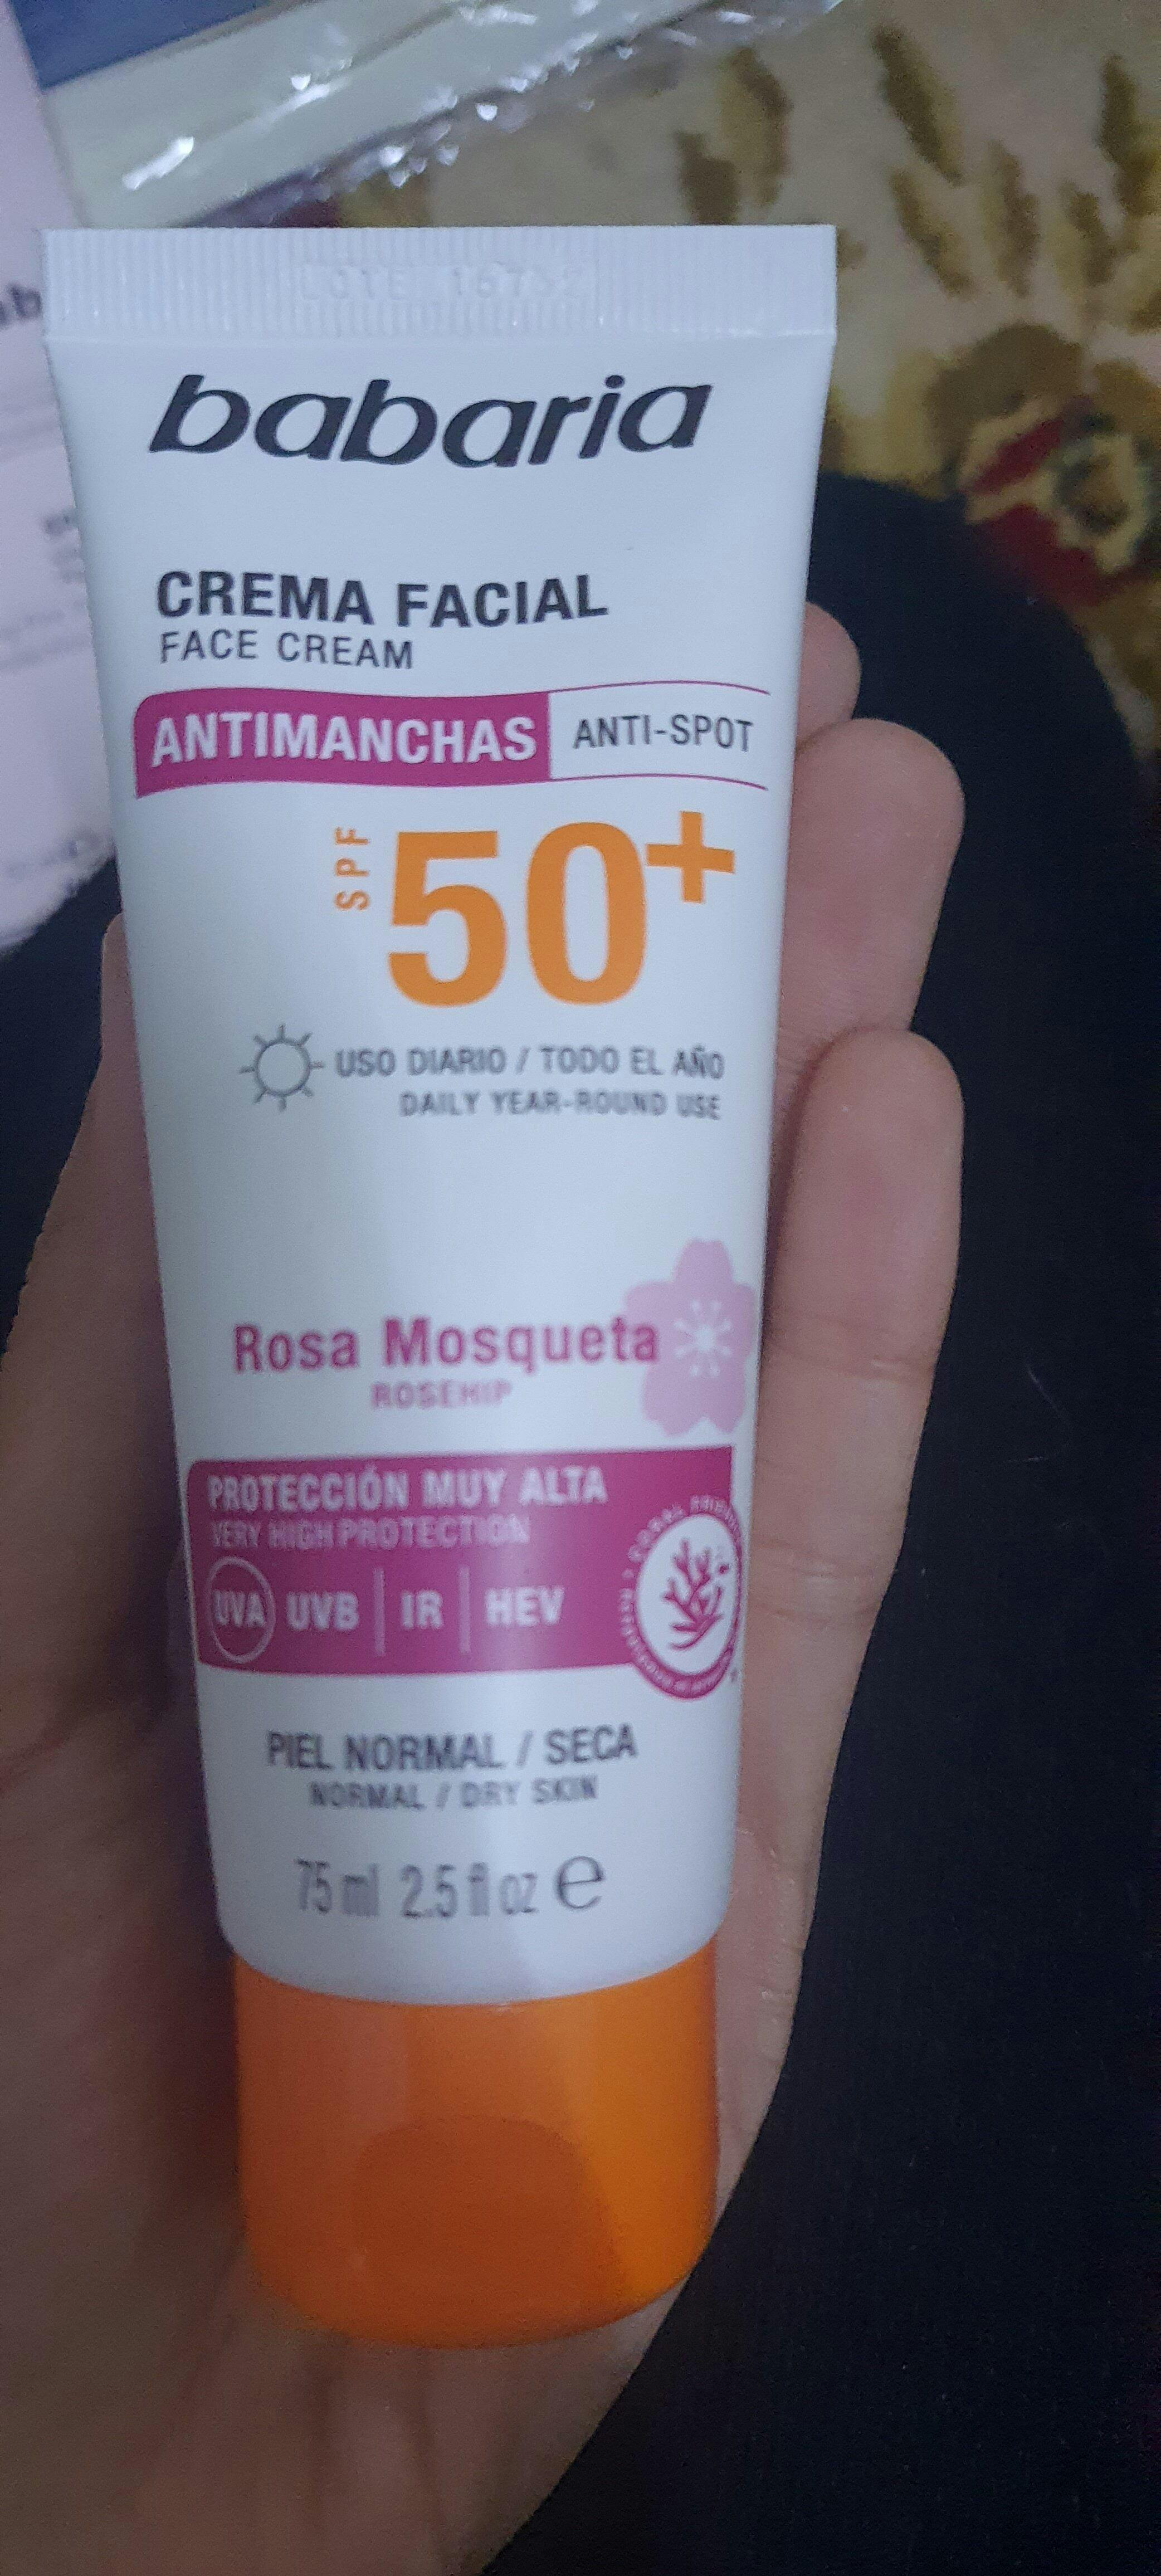 LOTE 16752
babaria
CREMA FACIAL
FACE CREAM
ANTIMANCHAS ANTI-SPOT
SPF 50+
USO DIARIO / TODO EL AÑO
DAILY YEAR-ROUND USE
Rosa Mosqueta
ROSEHIP
PROTECCIÓN MUY ALTA
VERY HIGH PROTECTION
UVA UVB IR HEV
PIEL NORMAL / SECA
NORMAL / DRY SKIN
75 ml 2.5 fl oz e